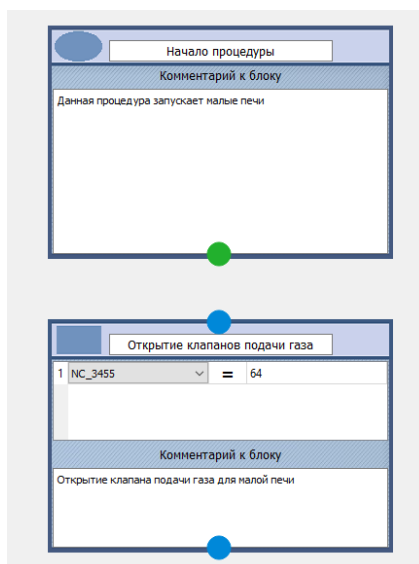 Начало процедуры
Комментарий к блоку
Данная процедура запускает малые печи
Открытие клапанов подачи газа
1 NC_3455 = 64
Комментарий к блоку
Открытие клапана подачи газа для малой печи